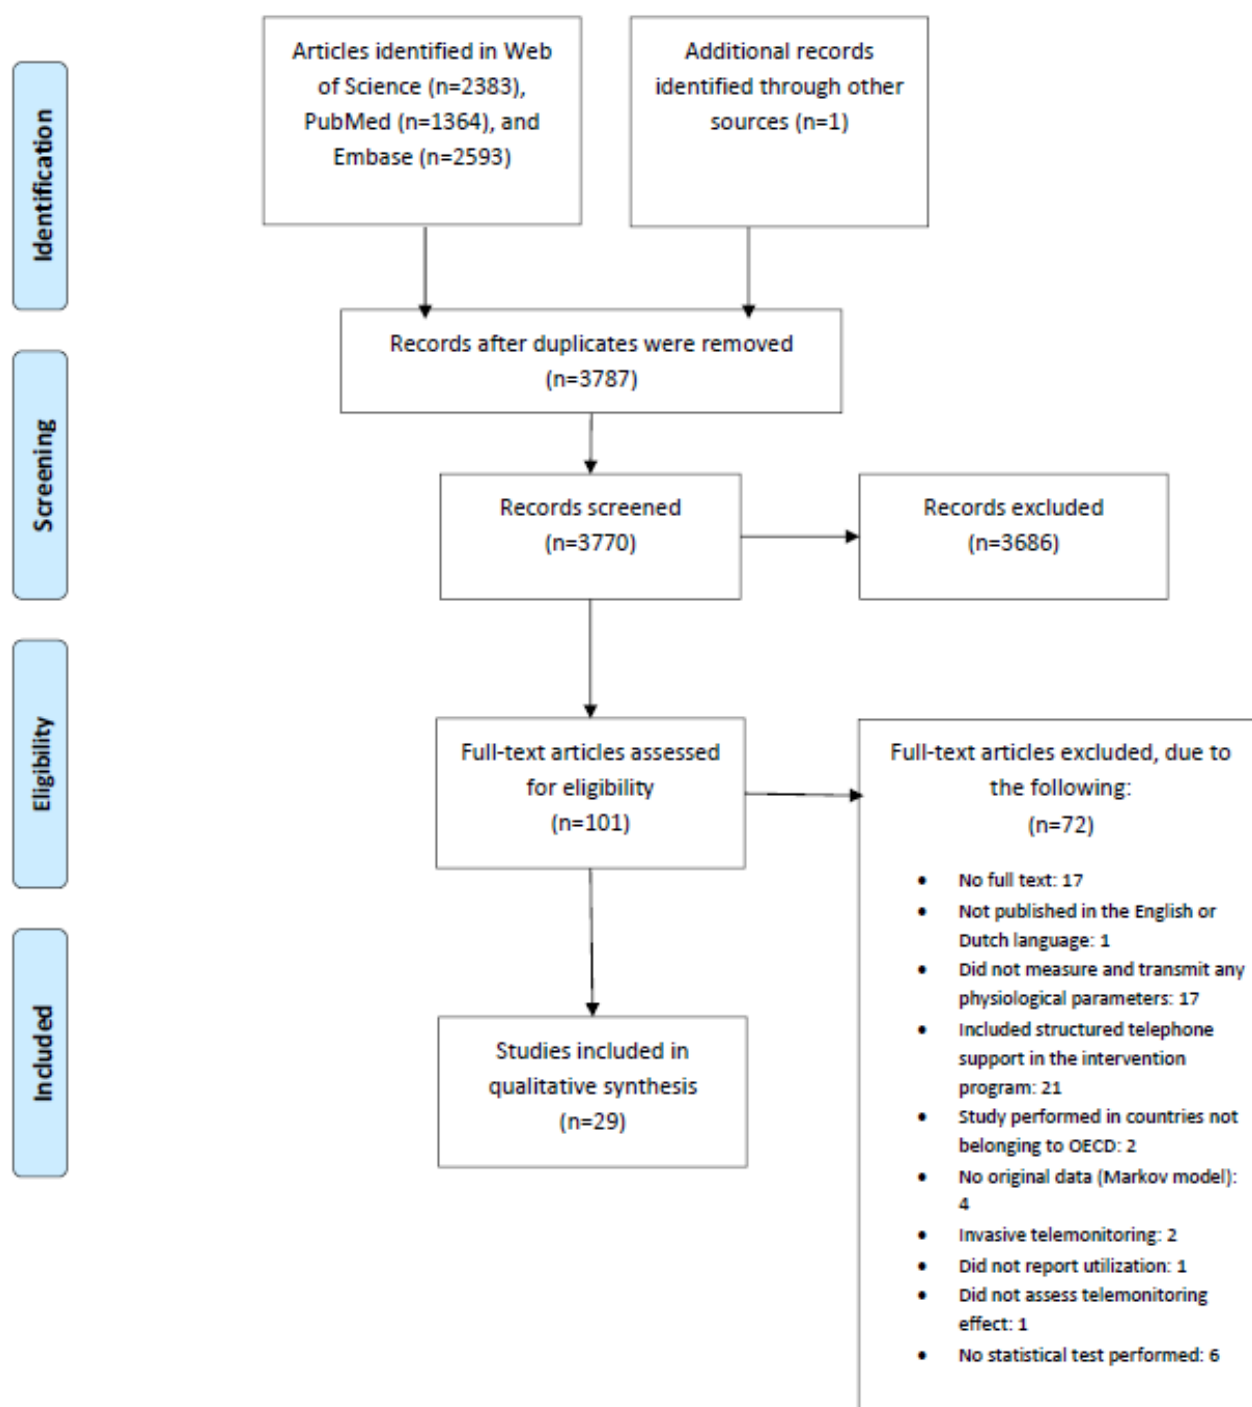 Identification
Articles identified in Web
of Science (n=2383),
PubMed (n=1364), and
Embase (n=2593)
Additional records
identified through other
sources (n=1)
Records after duplicates were removed
(n=3787)
Screening
Records screened
(n=3770)
Records excluded
(n=3686)
Eligibility
Full-text articles assessed
for eligibility
(n=101)
Full-text articles excluded, due to
the following:
(n=72)
• No full text: 17
• Not published in the English or
Dutch language: 1
• Did not measure and transmit any
physiological parameters: 17
• Included structured telephone
support in the intervention
program: 21
• Study performed in countries not
belonging to OECD: 2
• No original data (Markov model):
4
• Invasive telemonitoring: 2
• Did not report utilization: 1
• Did not assess telemonitoring
effect: 1
• No statistical test performed: 6
Included
Studies included in
qualitative synthesis
(n=29)